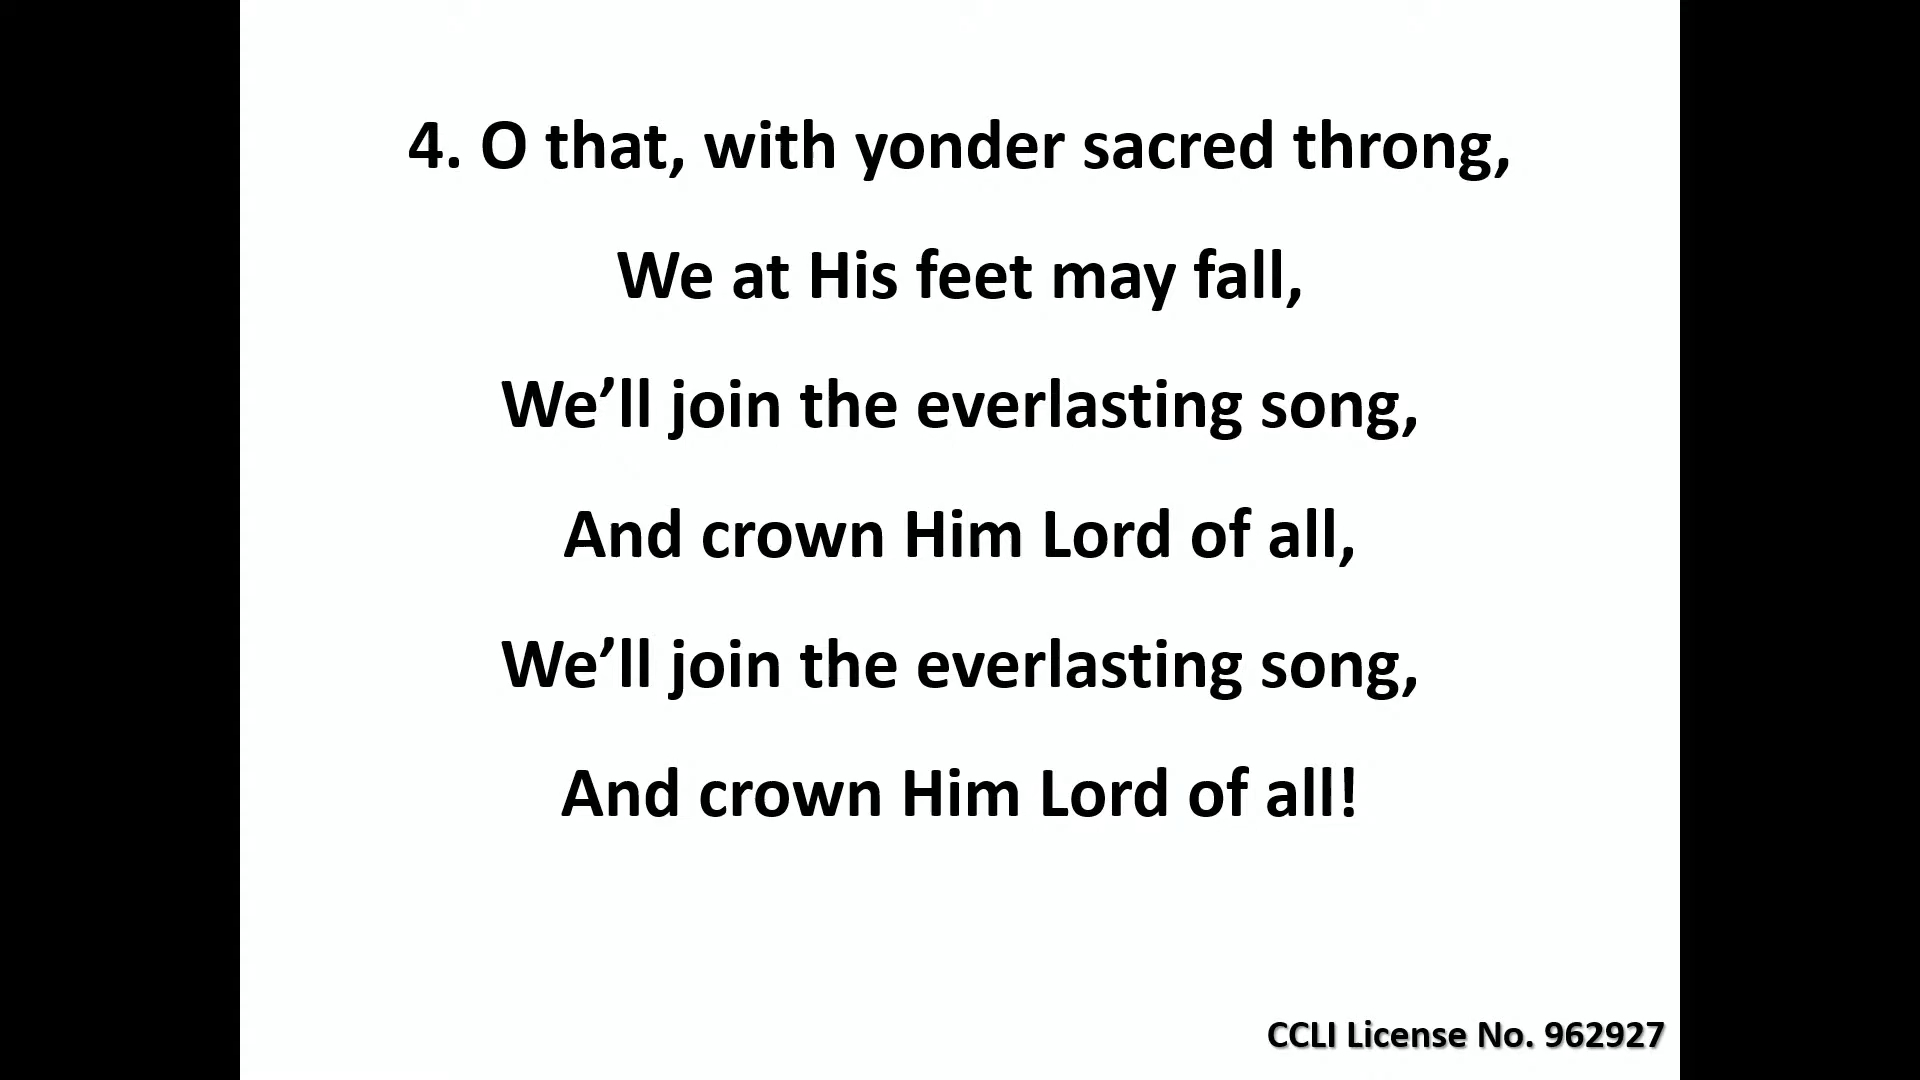 4. O that, with yonder sacred throng,
We at His feet may fall,
We’ll join the everlasting song,
And crown Him Lord of all,
We’ll join the everlasting song,
And crown Him Lord of all!
CCLI License No. 962927